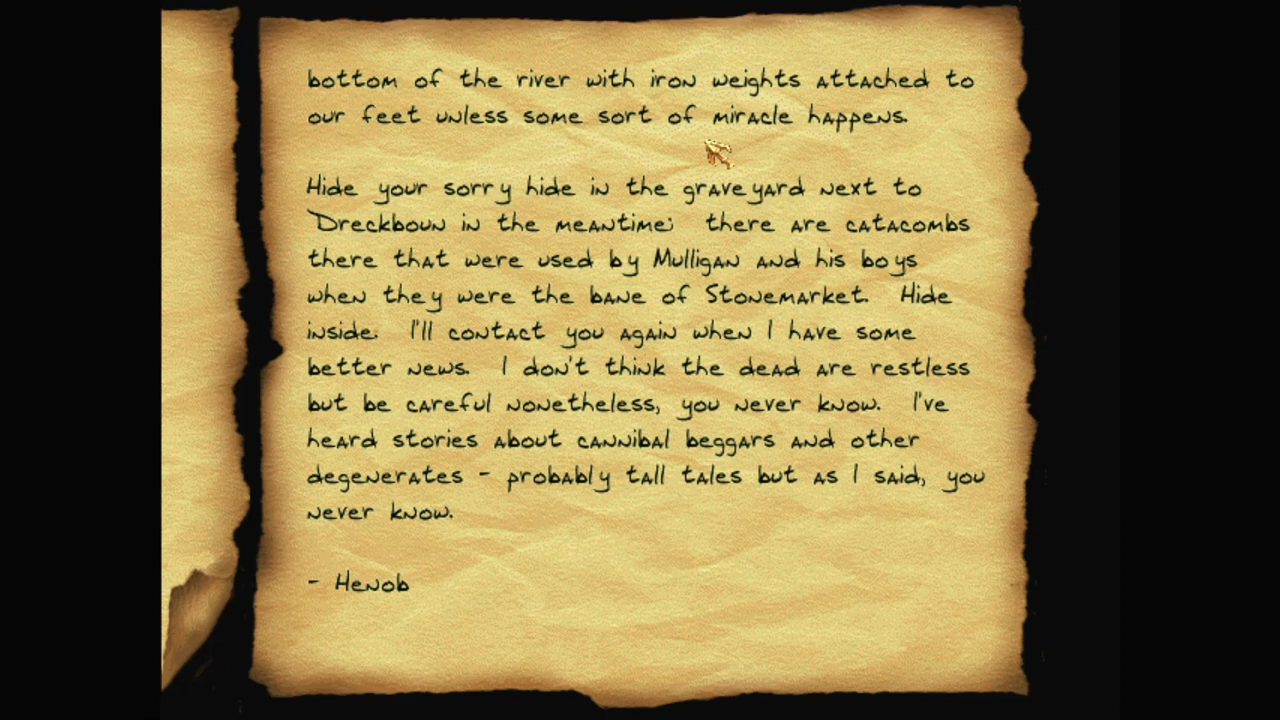 bottom of the river with iron weights attached to
our feet unless some sort of miracle happens.
Hide your sorry hide in the graveyard next to
Dreckboun in the meantime; there are catacombs
there that were used by Mulligan and his boys
when they were the bane of Stonemarket. Hide
inside. I'll contact you again when I have some
better news. I don't think the dead are restless
but be careful nonetheless, you never know. I've
heard stories about cannibal beggars and other
degenerates - probably tall tales but as I said, you
never know.
- Henob